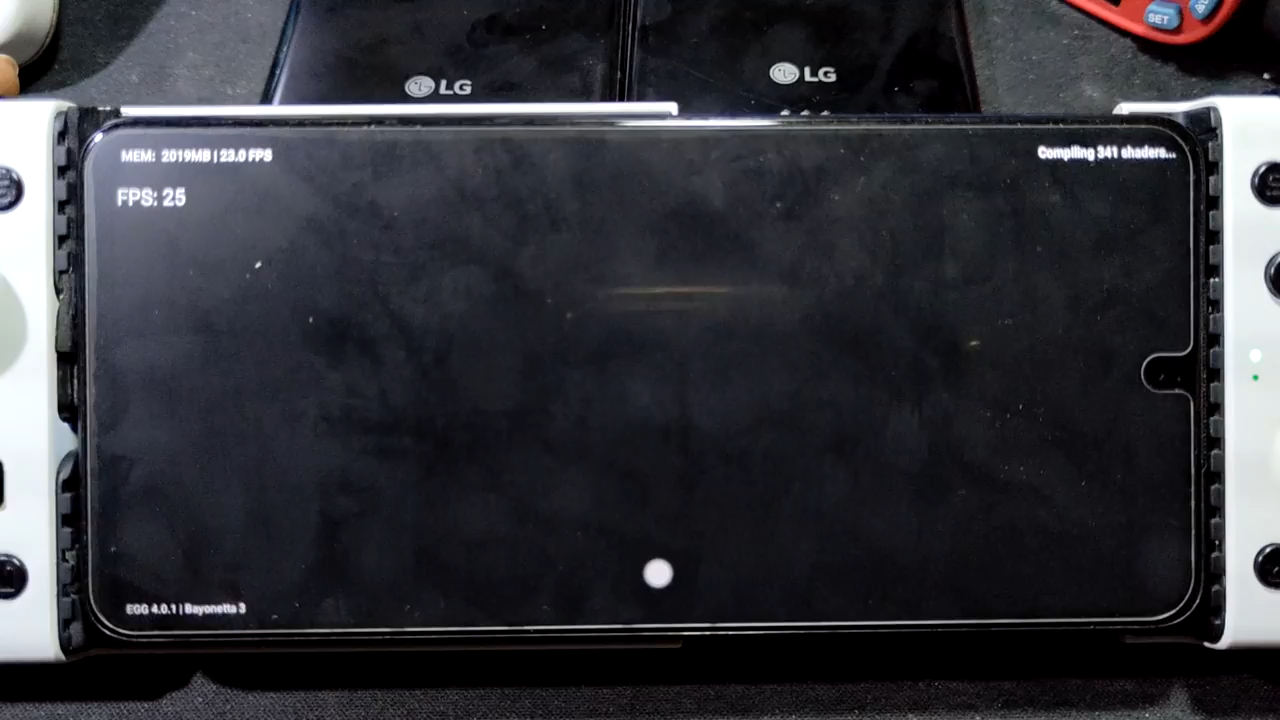 SET
LG
LG
MEM: 2019MB | 23.0 FPS
Compiling 341 shaders...
FPS: 25
EGG 4.0.1 | Bayonetta 3